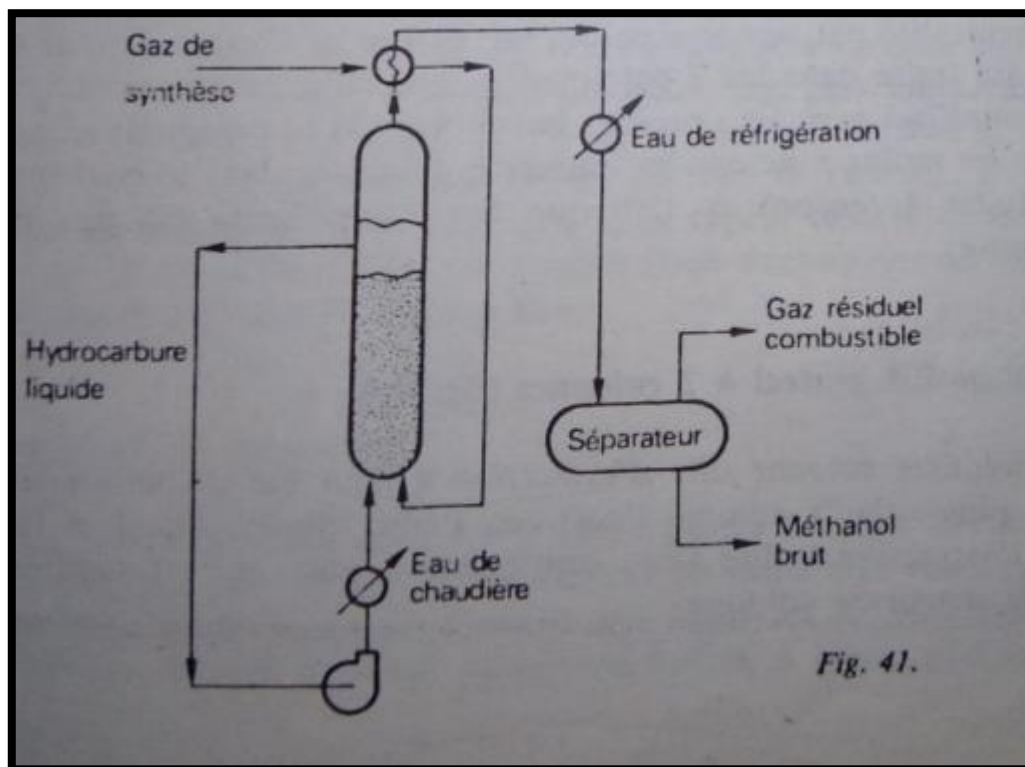 Gaz de
synthèse
Eau de réfrigération
Hydrocarbure
liquide
Gaz résiduel
combustible
Séparateur
Eau de
chaudière
Méthanol
brut
Fig. 41.